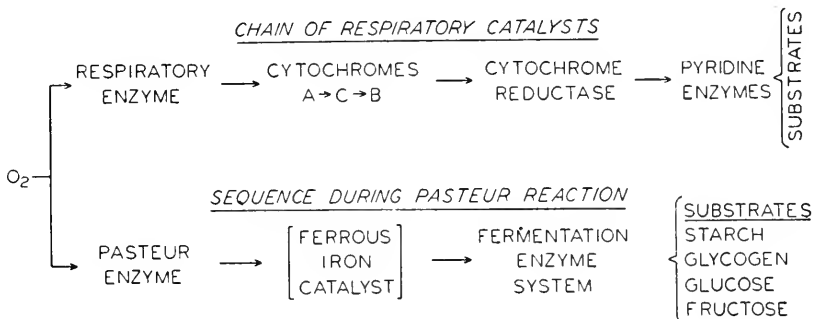 CHAIN OF RESPIRATORY CATALYSTS
RESPIRATORY
ENZYME
CYTOCHROMES
A→C→B
CYTOCHROME
REDUCTASE
PYRIDINE
ENZYMES
SUBSTRATES
O₂
SEQUENCE DURING PASTEUR REACTION
PASTEUR
ENZYME
FERROUS
IRON
CATALYST
FERMENTATION
ENZYME
SYSTEM
SUBSTRATES
STARCH
GLYCOGEN
GLUCOSE
FRUCTOSE